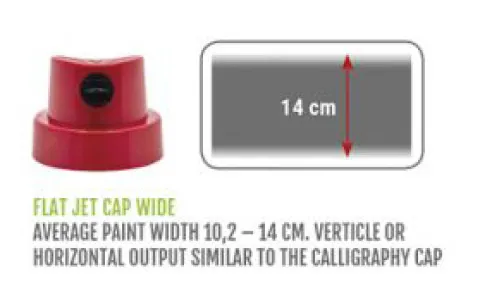 14 cm
FLAT JET CAP WIDE
AVERAGE PAINT WIDTH 10,2 – 14 CM. VERTICLE OR
HORIZONTAL OUTPUT SIMILAR TO THE CALLIGRAPHY CAP